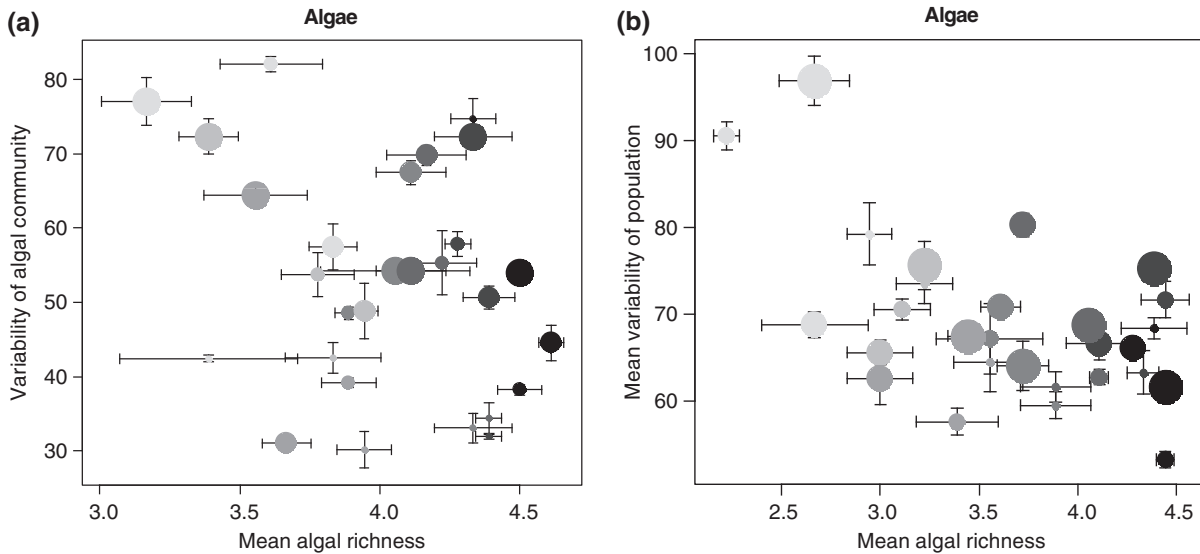 (a)
Algae
Variability of algal community
80
70
60
50
40
30
3.0 3.5 4.0 4.5
Mean algal richness
(b)
Algae
Mean variability of population
100
90
80
70
60
2.5 3.0 3.5 4.0 4.5
Mean algal richness